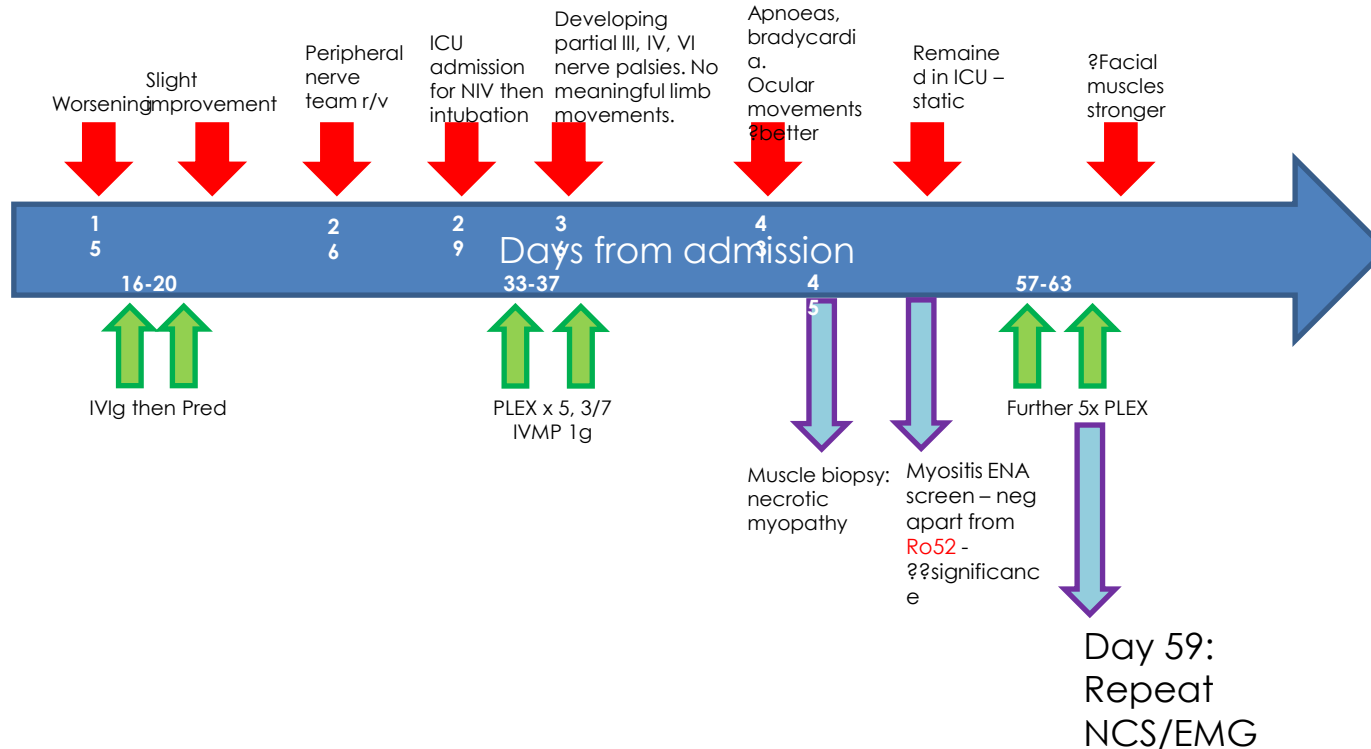 Worsening
Slight
improvement
Peripheral
nerve
team r/v
ICU
admission
for NIV then
intubation
Developing
partial III, IV, VI
nerve palsies. No
meaningful limb
movements.
Apnoeas,
bradycardi
a.
Ocular
movements
?better
Remaine
d in ICU –
static
?Facial
muscles
stronger
1
5
2
6
2
9
3
6
4
3
Days from admission
16-20
33-37
4
5
57-63
IVIg then Pred
PLEX x 5, 3/7
IVMP 1g
Further 5x PLEX
Muscle biopsy:
necrotic
myopathy
Myositis ENA
screen – neg
apart from
Ro52 -
??significanc
e
Day 59:
Repeat
NCS/EMG